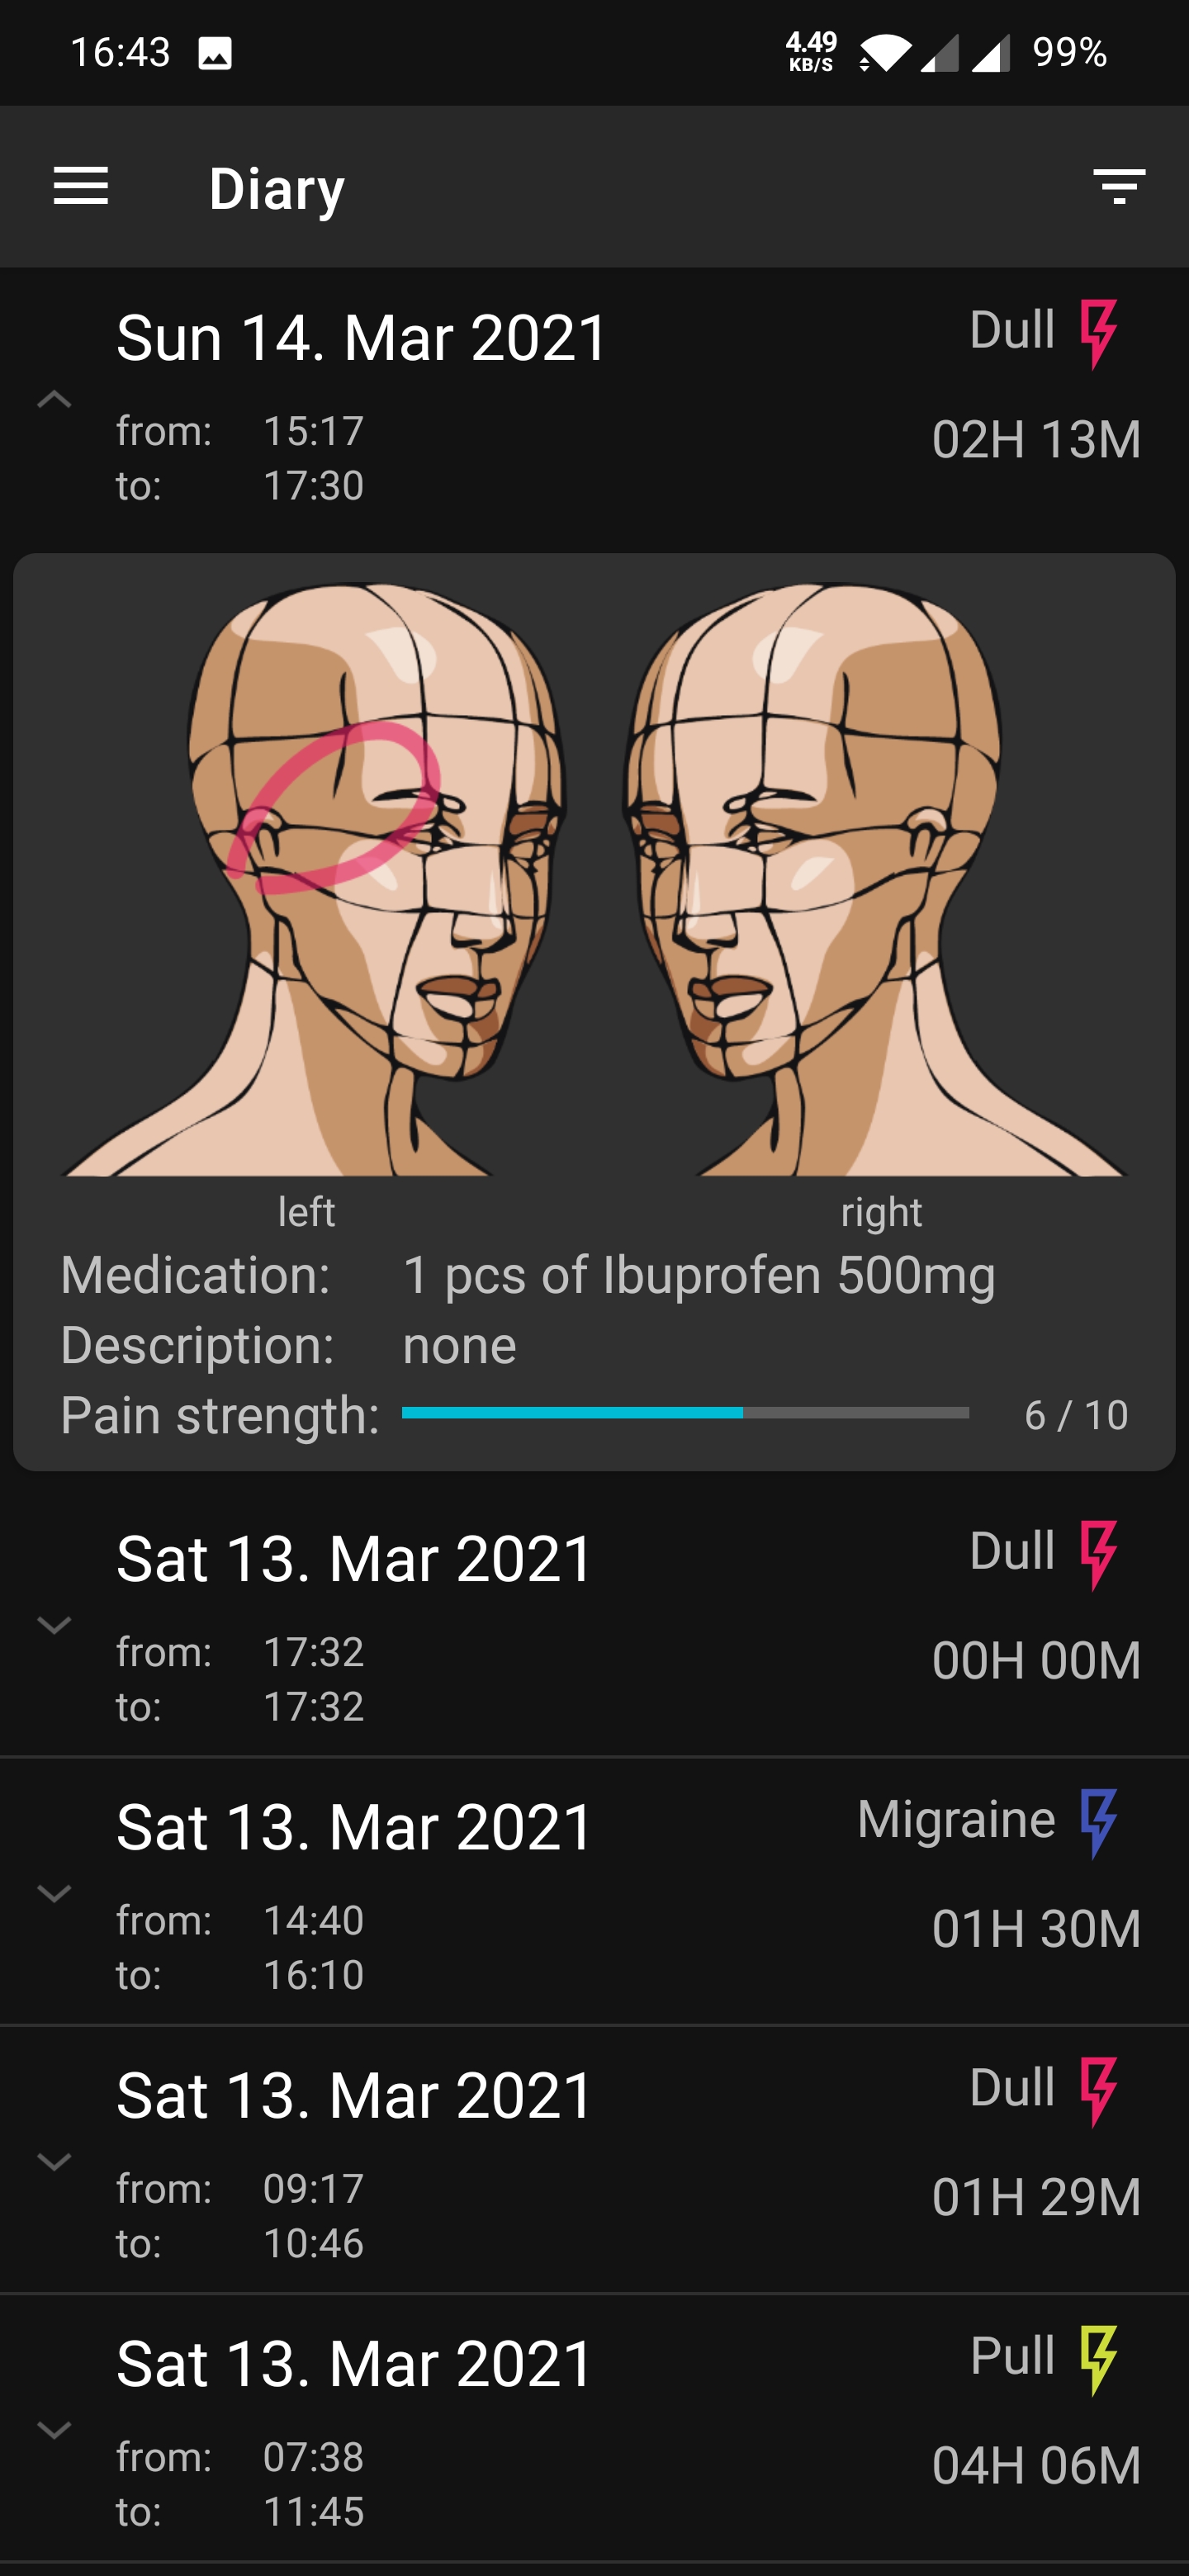 16:43 4.49 KB/S 99%
Diary
Sun 14. Mar 2021 Dull
from: 15:17 02H 13M
to: 17:30
left right
Medication: 1 pcs of Ibuprofen 500mg
Description: none
Pain strength: 6 / 10
Sat 13. Mar 2021 Dull
from: 17:32 00H 00M
to: 17:32
Sat 13. Mar 2021 Migraine
from: 14:40 01H 30M
to: 16:10
Sat 13. Mar 2021 Dull
from: 09:17 01H 29M
to: 10:46
Sat 13. Mar 2021 Pull
from: 07:38 04H 06M
to: 11:45